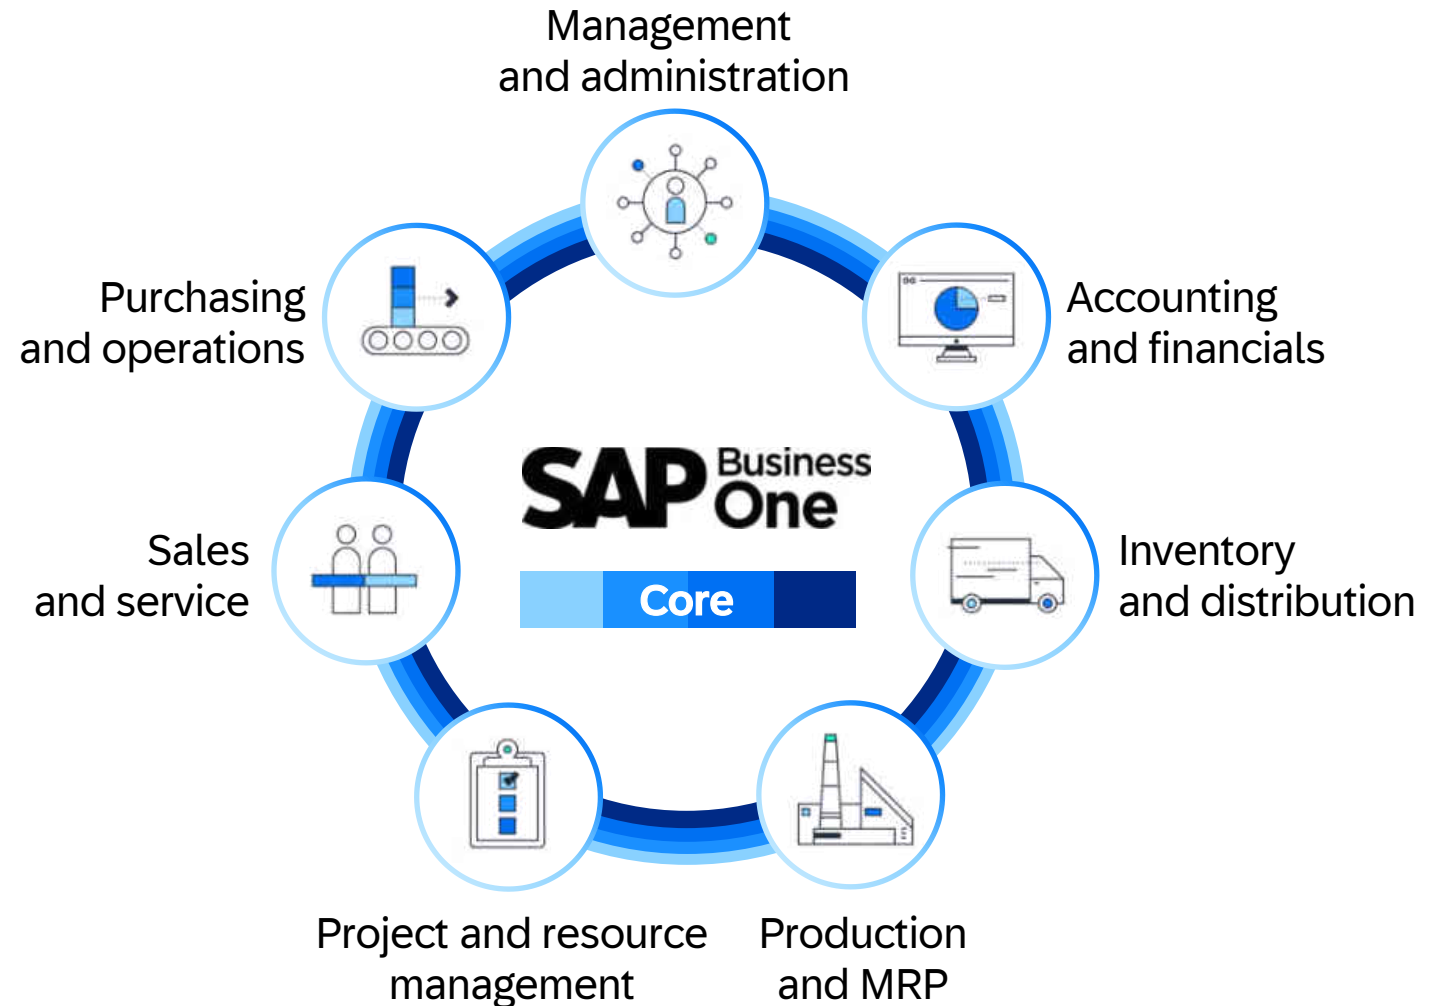 Management
and administration
Purchasing
and operations
Accounting
and financials
SAP Business
One
Core
Sales
and service
Inventory
and distribution
Project and resource
management
Production
and MRP